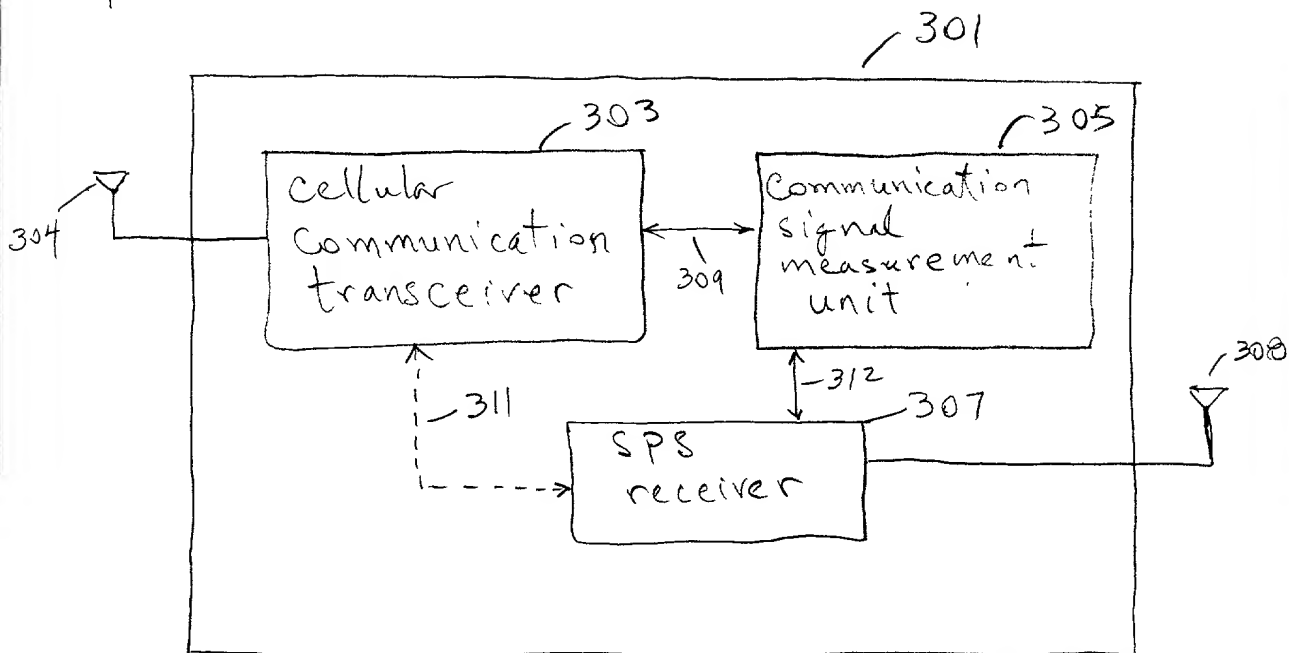 301
303
305
cellular
communication
transceiver
communication
signal
measurement
unit
304
309
308
312
311
307
SPS
receiver